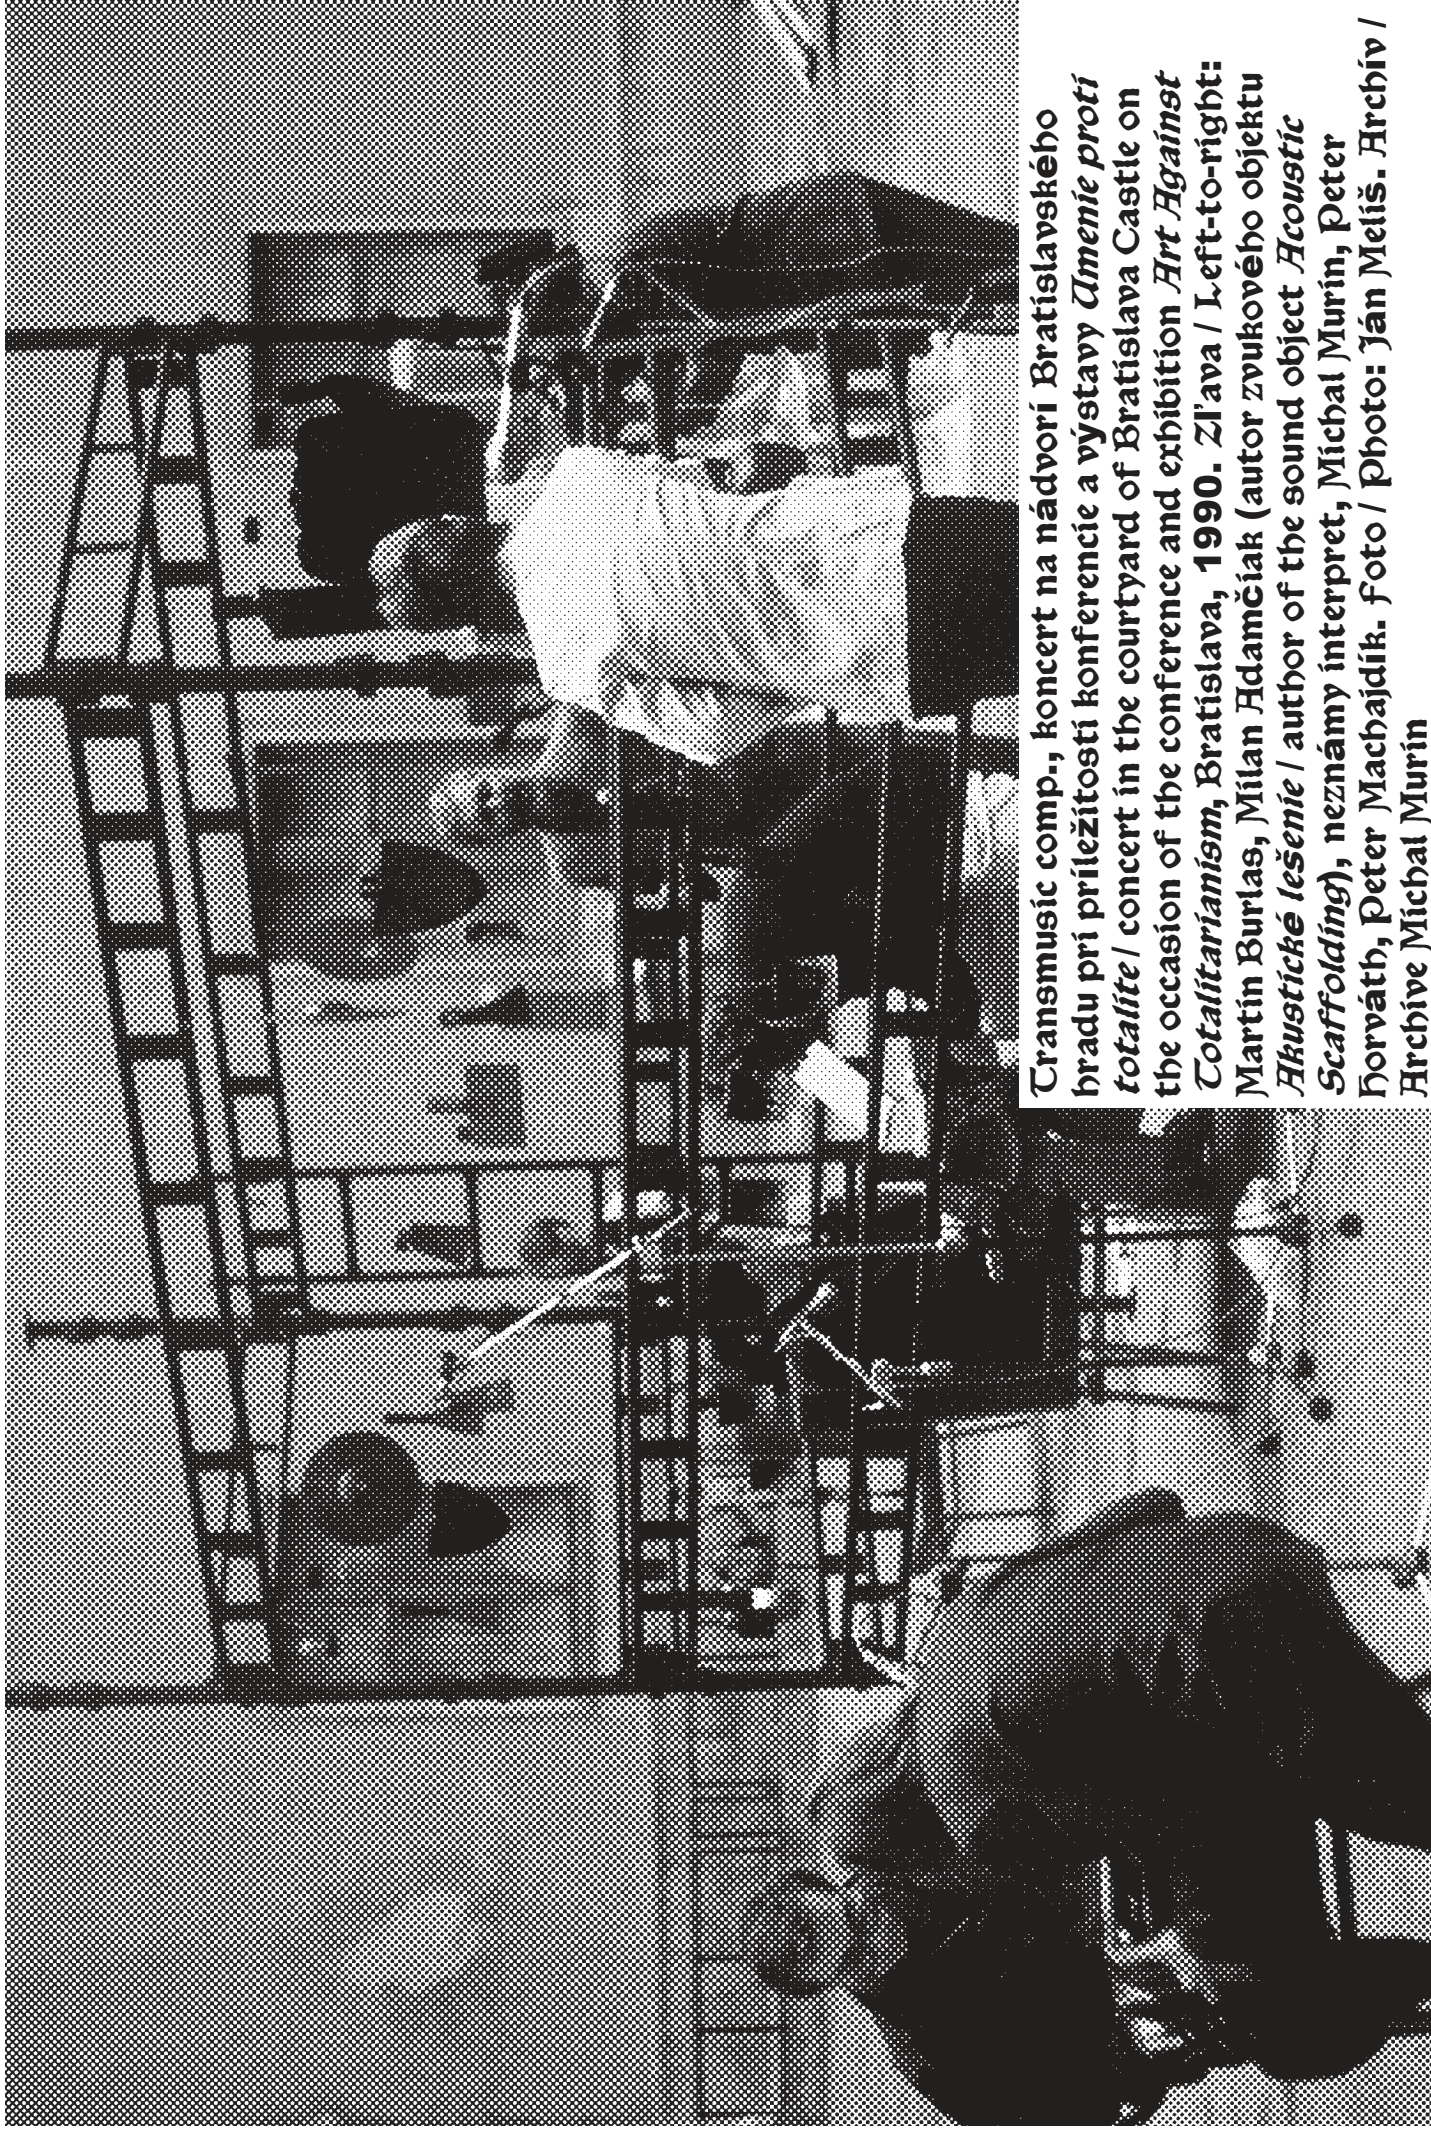 Transmusic comp., koncert na nádvorí Bratislavského
hradu pri príležitosti konferencie a výstavy Umenie proti
totalite / concert in the courtyard of Bratislava Castle on
the occasion of the conference and exhibition Art Against
Totalitarianism, Bratislava, 1990. Zľava / Left-to-right:
Martin Burlas, Milan Adamčiak (autor zvukového objektu
Akustické lešenie / author of the sound object Acoustic
Scaffolding), neznámy interpret, Michal Murin, Peter
Horváth, Peter Machajdík. Foto / Photo: Ján Meliš. Archív /
Archive Michal Murin